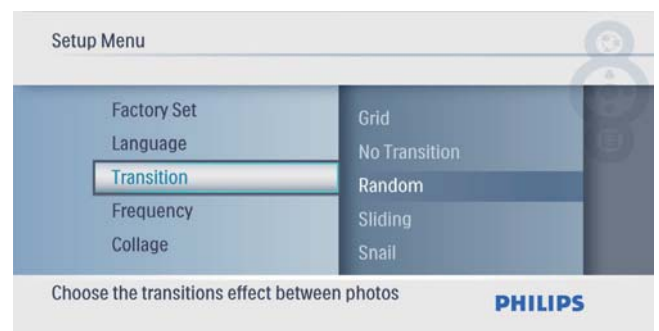 Setup Menu
Factory Set
Language
Transition
Frequency
Collage
Grid
No Transition
Random
Sliding
Snail
Choose the transitions effect between photos
PHILIPS